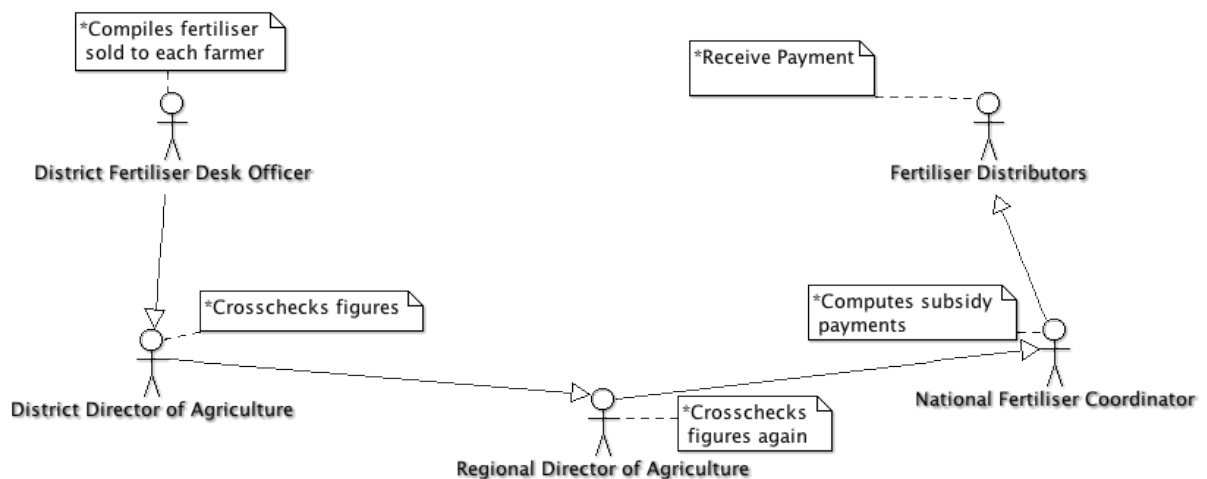 *Compiles fertiliser
sold to each farmer
District Fertiliser Desk Officer
*Receive Payment
Fertiliser Distributors
*Crosschecks figures
District Director of Agriculture
*Crosschecks
figures again
Regional Director of Agriculture
*Computes subsidy
payments
National Fertiliser Coordinator